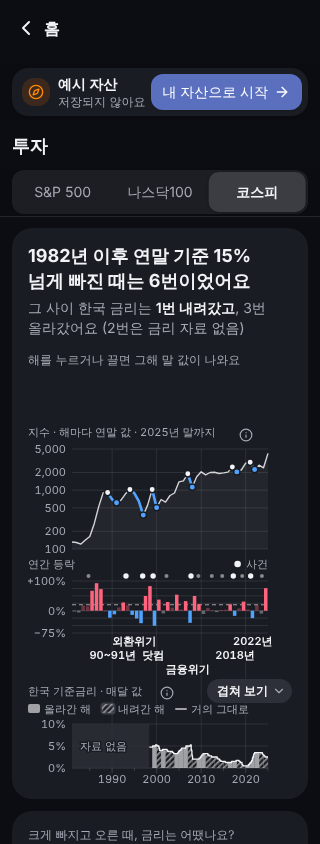 홈
예시 자산
저장되지 않아요
내 자산으로 시작 →
투자
S&P 500
나스닥100
코스피
1982년 이후 연말 기준 15%
넘게 빠진 때는 6번이었어요
그 사이 한국 금리는 1번 내려갔고, 3번
올라갔어요 (2번은 금리 자료 없음)
해를 누르거나 끌면 그해 말 값이 나와요
지수 · 해마다 연말 값 · 2025년 말까지
5,000
2,000
1,000
500
200
100
연간 등락
사건
+100%
0%
−75%
외환위기
2022년
90~91년 닷컴
2018년
금융위기
한국 기준금리 · 매달 값
겹쳐 보기
올라간 해
내려간 해
거의 그대로
10%
5%
0%
자료 없음
1990
2000
2010
2020
크게 빠지고 오른 때, 금리는 어땠나요?